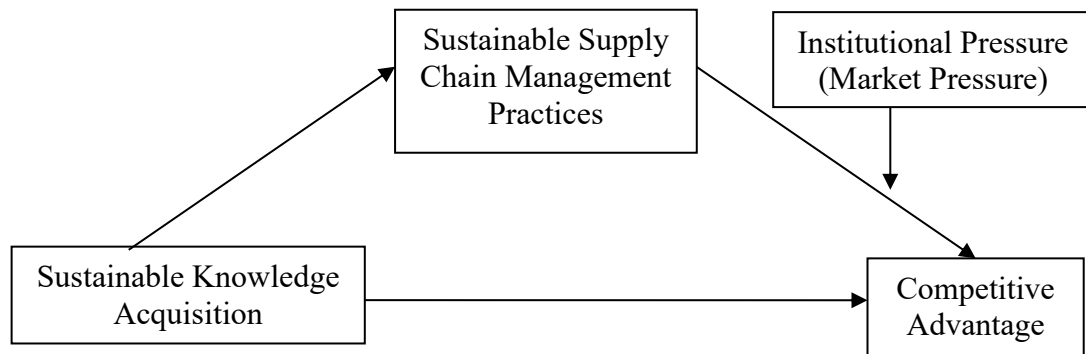 Sustainable Supply
Chain Management
Practices
Institutional Pressure
(Market Pressure)
Sustainable Knowledge
Acquisition
Competitive
Advantage